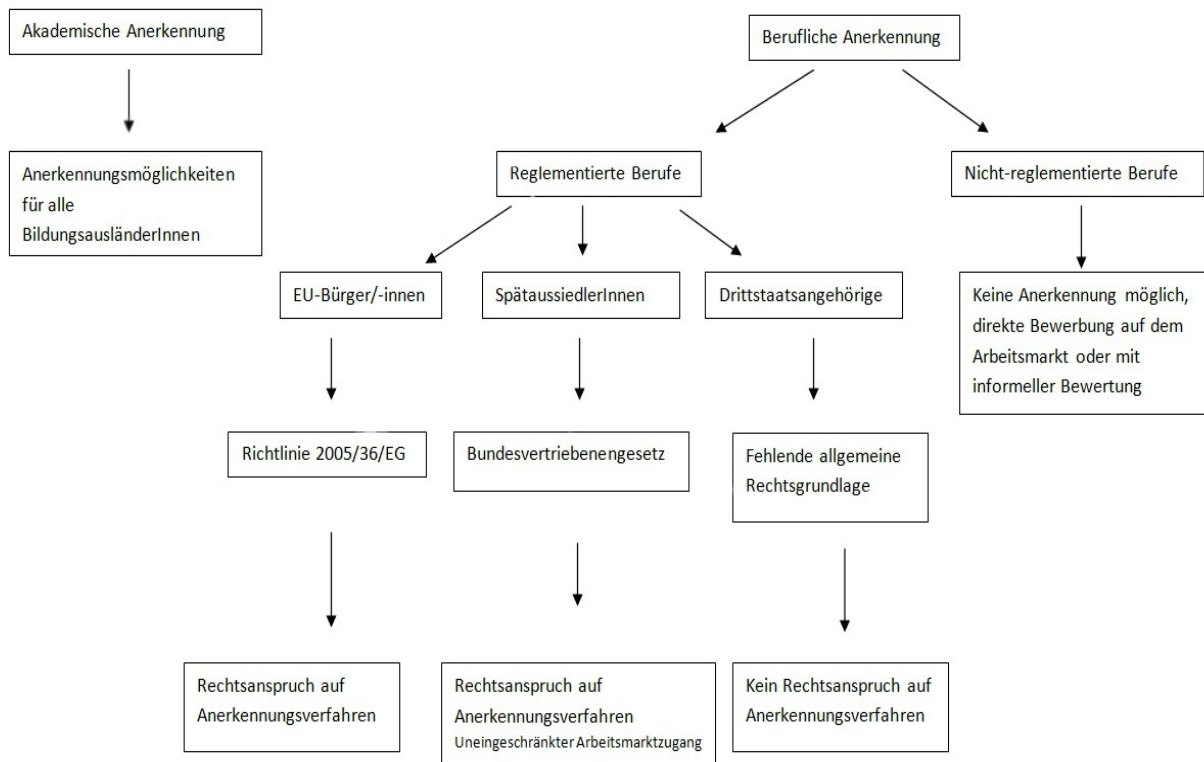 Akademische Anerkennung
Berufliche Anerkennung
Anerkennungsmöglichkeiten
für alle
BildungsausländerInnen
Reglementierte Berufe
Nicht-reglementierte Berufe
EU-Bürger/-innen
SpätaussiedlerInnen
Drittstaatsangehörige
Keine Anerkennung möglich,
direkte Bewerbung auf dem
Arbeitsmarkt oder mit
informeller Bewertung
Richtlinie 2005/36/EG
Bundesvertriebenengesetz
Fehlende allgemeine
Rechtsgrundlage
Rechtsanspruch auf
Anerkennungsverfahren
Rechtsanspruch auf
Anerkennungsverfahren
Uneingeschränkter Arbeitsmarktzugang
Kein Rechtsanspruch auf
Anerkennungsverfahren